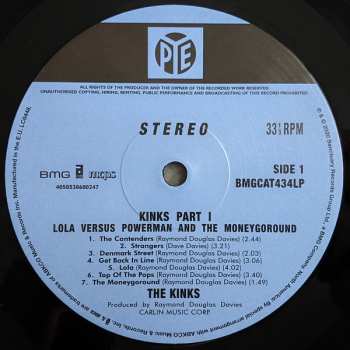 PYE
ALL RIGHTS OF THE PRODUCER AND THE OWNER OF THE RECORDED WORK RESERVED
UNAUTHORISED COPYING, HIRING, RENTING, PUBLIC PERFORMANCE AND BROADCASTING OF THIS RECORD PROHIBITED
STEREO
33⅓ RPM
BMG
mcps
4050538680247
SIDE 1
BMGCAT434LP
KINKS PART I
LOLA VERSUS POWERMAN AND THE MONEYGOROUND
1. The Contenders (Raymond Douglas Davies) (2.44)
2. Strangers (Dave Davies) (3.21)
3. Denmark Street (Raymond Douglas Davies)
4. Get Back In Line (Raymond Douglas Davies) (3.06)
5. Lola (Raymond Douglas Davies) (4.02)
6. Top Of The Pops (Raymond Douglas Davies)
7. The Moneygoround (Raymond Douglas Davies) (1.49)
THE KINKS
Produced by Raymond Douglas Davies
CARLIN MUSIC CORP.